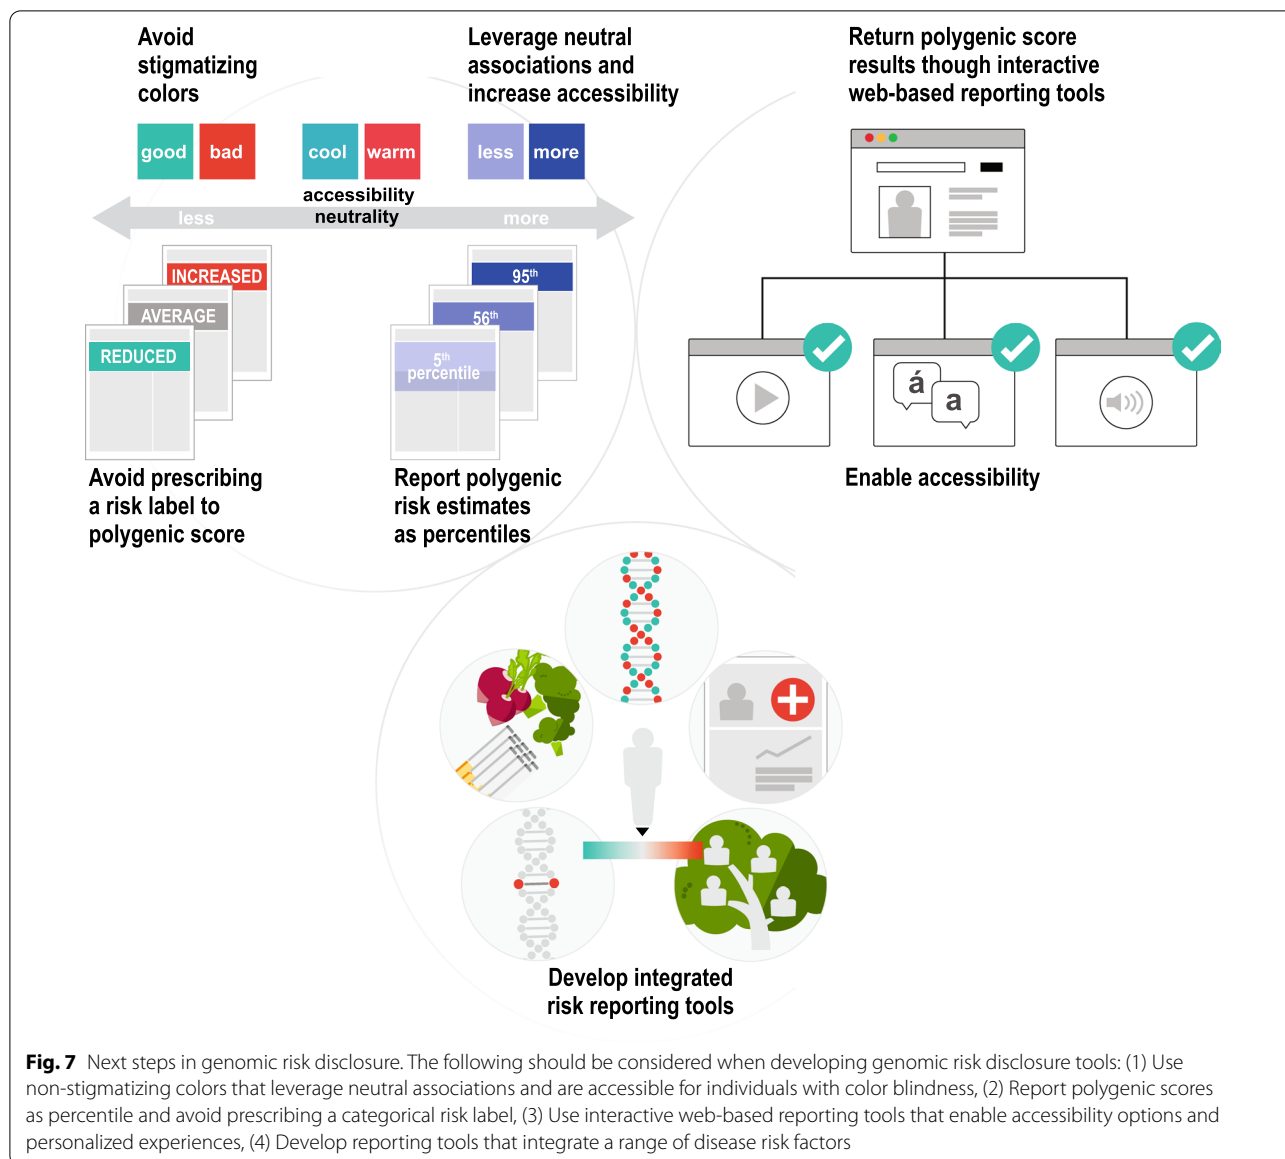 Avoid
stigmatizing
colors
Leverage neutral
associations and
increase accessibility
good bad
cool warm
less more
accessibility
neutrality
less
more
INCREASED
AVERAGE
REDUCED
95th
56th
5th
percentile
Avoid prescribing
a risk label to
polygenic score
Report polygenic
risk estimates
as percentiles
Return polygenic score
results though interactive
web-based reporting tools
á
a
Enable accessibility
Develop integrated
risk reporting tools
Fig. 7 Next steps in genomic risk disclosure. The following should be considered when developing genomic risk disclosure tools: (1) Use
non-stigmatizing colors that leverage neutral associations and are accessible for individuals with color blindness, (2) Report polygenic scores
as percentile and avoid prescribing a categorical risk label, (3) Use interactive web-based reporting tools that enable accessibility options and
personalized experiences, (4) Develop reporting tools that integrate a range of disease risk factors